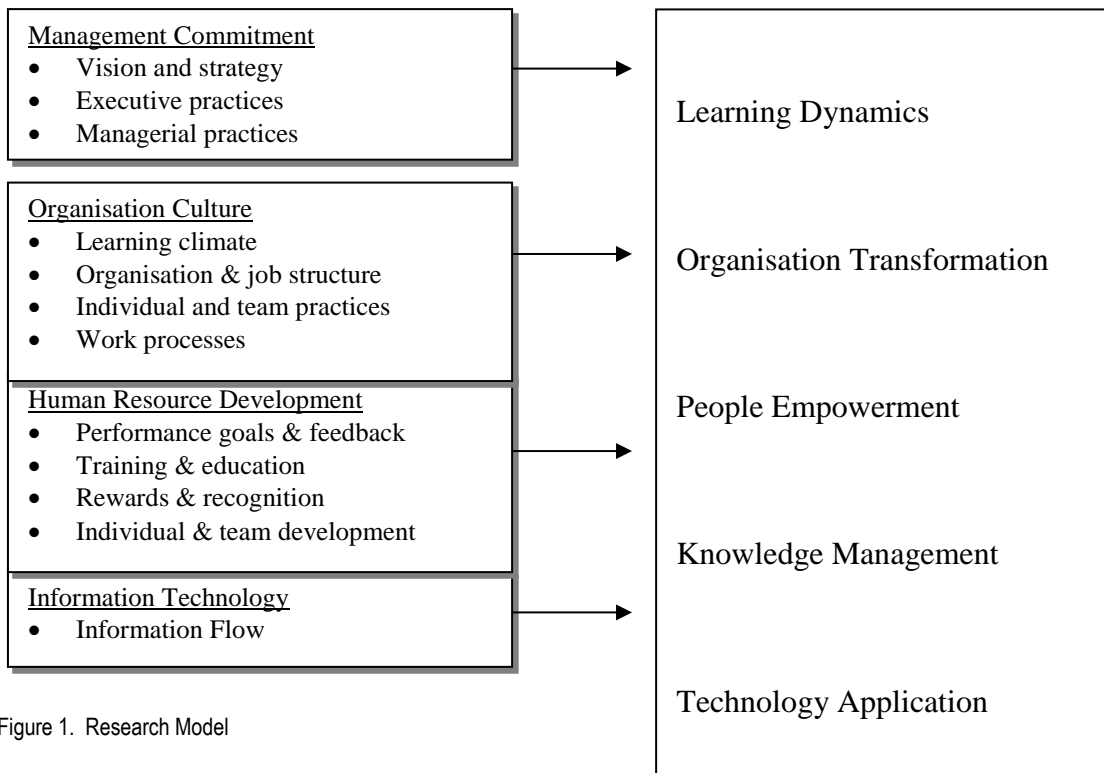 Management Commitment
• Vision and strategy
• Executive practices
• Managerial practices
Organisation Culture
• Learning climate
• Organisation & job structure
• Individual and team practices
• Work processes
Human Resource Development
• Performance goals & feedback
• Training & education
• Rewards & recognition
• Individual & team development
Information Technology
• Information Flow
Learning Dynamics
Organisation Transformation
People Empowerment
Knowledge Management
Technology Application
Figure 1. Research Model